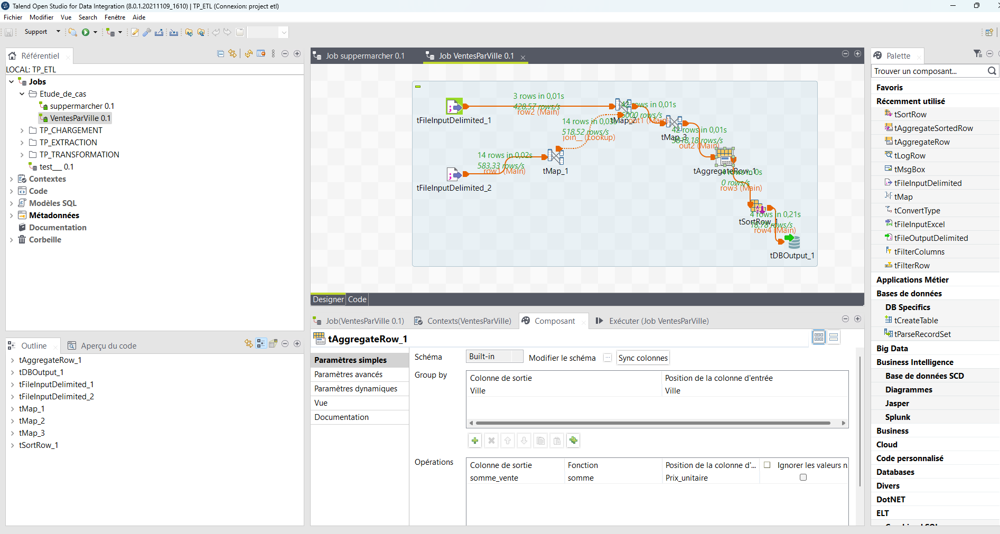 Talend Open Studio for Data Integration (8.0.1.20211109_1610) | TP_ETL (Connexion: project etl)
Fichier Modifier Vue Search Fenêtre Aide
Support
Référentiel
LOCAL: TP_ETL
Jobs
Etude_de_cas
suppermarcher 0.1
VentesParVille 0.1
TP_CHARGEMENT
TP_EXTRACTION
TP_TRANSFORMATION
test__ 0.1
Contextes
Code
Modèles SQL
Métadonnées
Documentation
Corbeille
Outline
Aperçu du code
tAggregateRow_1
tDBOutput_1
tFileInputDelimited_1
tFileInputDelimited_2
tMap_1
tMap_2
tMap_3
tSortRow_1
Job suppermarcher 0.1
Job VentesParVille 0.1
3 rows in 0,01s
428,57 rows/s
row2 (Main)
tFileInputDelimited_1
42 rows in 0,01s
6000 rows/s
out1 (Main)
tMap_2
14 rows in 0,03s
518,52 rows/s
join__ (Lookup)
42 rows in 0,01s
3818,18 rows/s
out2 (Main)
tMap_3
14 rows in 0,02s
583,33 rows/s
row1 (Main)
tMap_1
tFileInputDelimited_2
tAggregateRow_1
4 rows in 0s
0 rows/s
row3 (Main)
4 rows in 0,21s
tSortRow_1
18,78 rows/s
row4 (Main)
tDBOutput_1
Designer
Code
Job(VentesParVille 0.1)
Contexts(VentesParVille)
Composant
Exécuter (Job VentesParVille)
tAggregateRow_1
Paramètres simples
Paramètres avancés
Paramètres dynamiques
Vue
Documentation
Schéma
Built-in
Modifier le schéma
...
Sync colonnes
Group by
Colonne de sortie
Position de la colonne d'entrée
Ville
Ville
Opérations
Colonne de sortie
Fonction
Position de la colonne d'...
Ignorer les valeurs n
somme_vente
somme
Prix_unitaire
Palette
Trouver un composant...
Favoris
Récemment utilisé
tSortRow
tAggregateSortedRow
tAggregateRow
tLogRow
tMsgBox
tFileInputDelimited
tMap
tConvertType
tFileInputExcel
tFileOutputDelimited
tFilterColumns
tFilterRow
Applications Métier
Bases de données
DB Specifics
tCreateTable
tParseRecordSet
Big Data
Business Intelligence
Base de données SCD
Diagrammes
Jasper
Splunk
Business
Cloud
Code personnalisé
Databases
Divers
DotNET
ELT